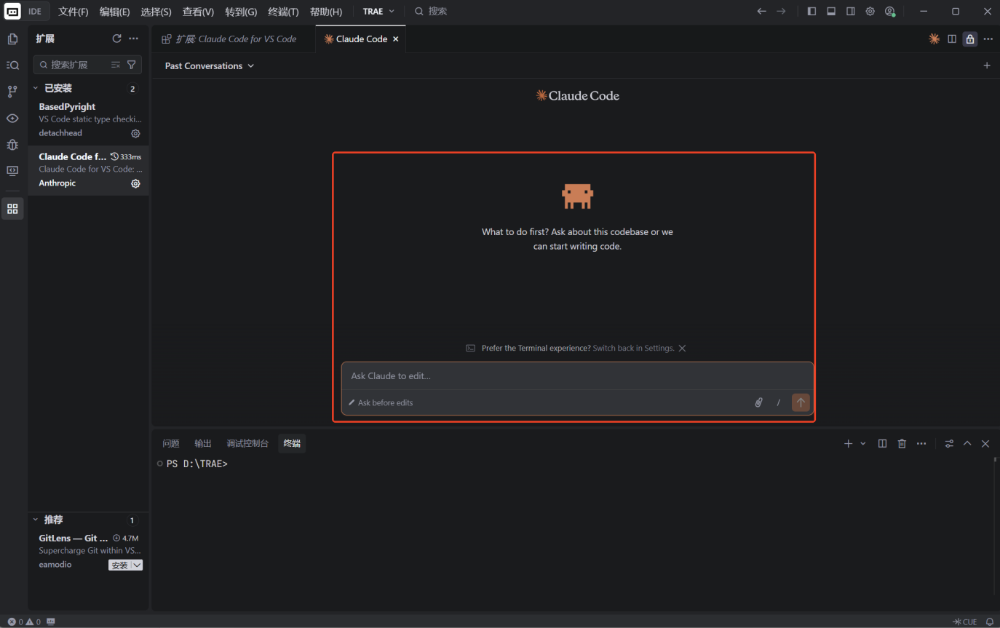 IDE 文件(F) 编辑(E) 选择(S) 查看(V) 转到(G) 终端(T) 帮助(H) TRAE 搜索
扩展
搜索扩展
已安装 2
BasedPyright
VS Code static type checki...
detachhead
Claude Code f... 333ms
Claude Code for VS Code: ...
Anthropic
推荐 1
GitLens — Git ... 4.7M
Supercharge Git within VS...
eamodio 安装
扩展: Claude Code for VS Code
Claude Code
Past Conversations
Claude Code
What to do first? Ask about this codebase or we
can start writing code.
Prefer the Terminal experience? Switch back in Settings.
Ask Claude to edit...
Ask before edits /
问题 输出 调试控制台 终端
PS D:\TRAE>
0 0 CUE